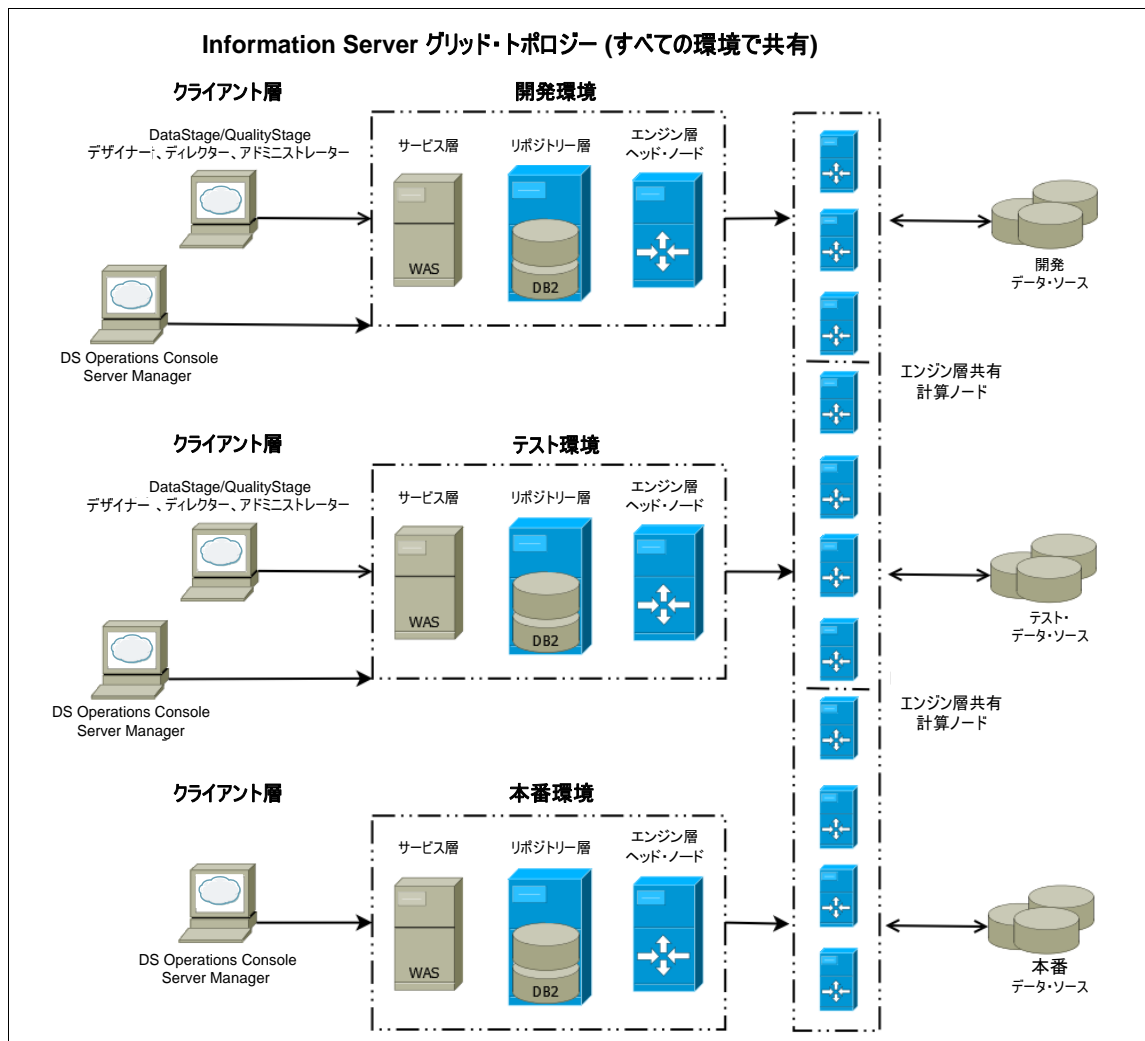 Information Server グリッド・トポロジー (すべての環境で共有)
クライアント層
開発環境
DataStage/QualityStage
デザイナー、ディレクター、アドミニストレーター
サービス層
リポジトリー層
エンジン層
ヘッド・ノード
WAS
DB2
開発
データ・ソース
DS Operations Console
Server Manager
エンジン層共有
計算ノード
クライアント層
テスト環境
DataStage/QualityStage
デザイナー、ディレクター、アドミニストレーター
サービス層
リポジトリー層
エンジン層
ヘッド・ノード
WAS
DB2
テスト・
データ・ソース
DS Operations Console
Server Manager
エンジン層共有
計算ノード
クライアント層
本番環境
サービス層
リポジトリー層
エンジン層
ヘッド・ノード
WAS
DB2
DS Operations Console
Server Manager
本番
データ・ソース